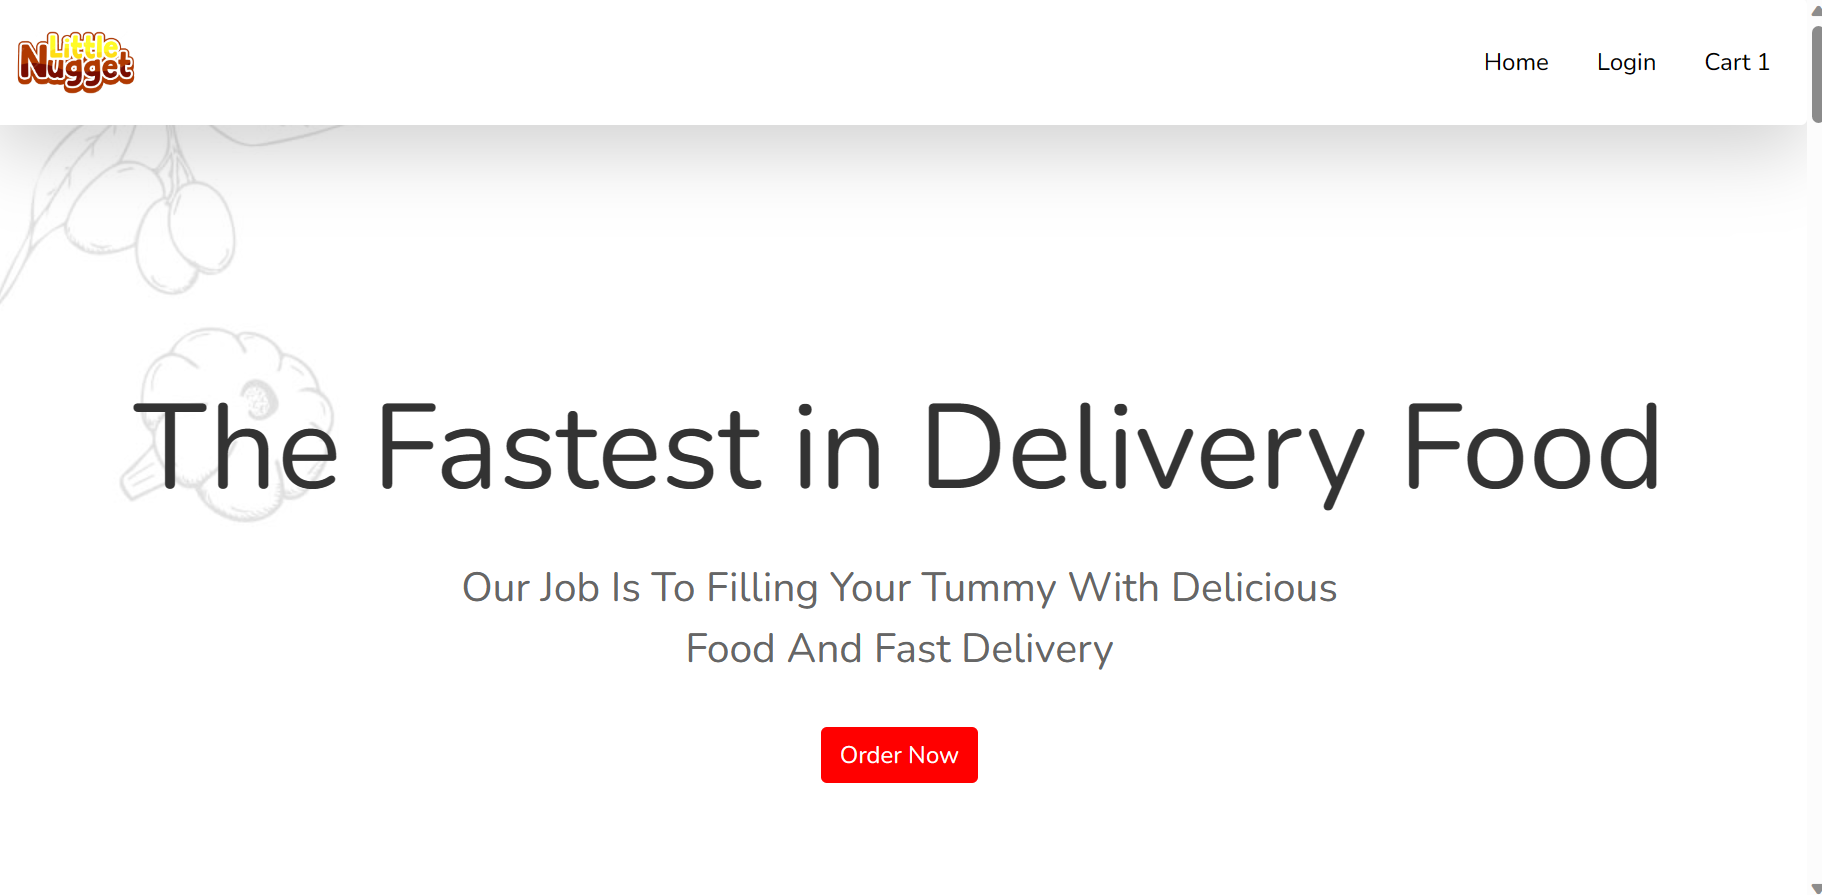 Little
Nugget
Home Login Cart 1
The Fastest in Delivery Food
Our Job Is To Filling Your Tummy With Delicious
Food And Fast Delivery
Order Now